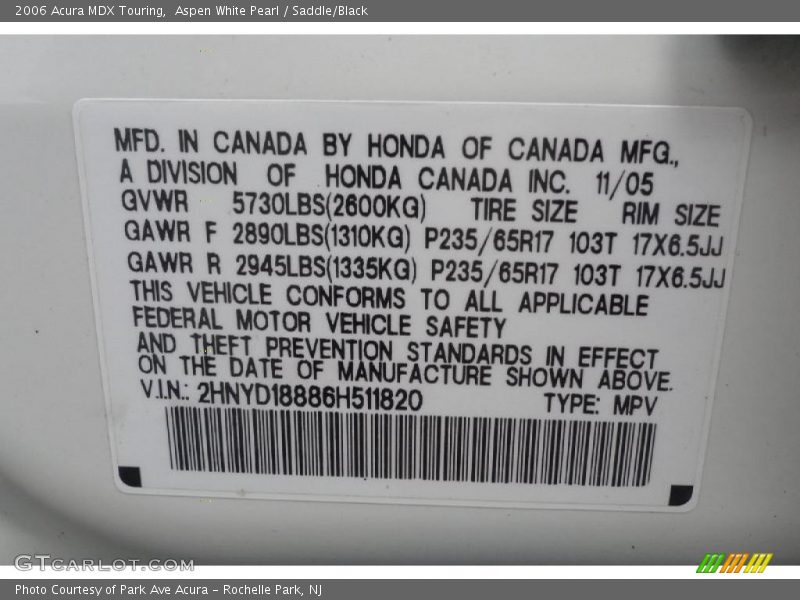 2006 Acura MDX Touring,  Aspen White Pearl / Saddle/Black
MFD. IN CANADA BY HONDA OF CANADA MFG.,
A DIVISION OF HONDA CANADA INC. 11/05
GVWR 5730LBS(2600KG) TIRE SIZE RIM SIZE
GAWR F 2890LBS(1310KG) P235/65R17 103T 17X6.5JJ
GAWR R 2945LBS(1335KG) P235/65R17 103T 17X6.5JJ
THIS VEHICLE CONFORMS TO ALL APPLICABLE
FEDERAL MOTOR VEHICLE SAFETY
AND THEFT PREVENTION STANDARDS IN EFFECT
ON THE DATE OF MANUFACTURE SHOWN ABOVE.
V.I.N.: 2HNYD18886H511820 TYPE: MPV
GTCARLOT.COM
Photo Courtesy of Park Ave Acura - Rochelle Park, NJ